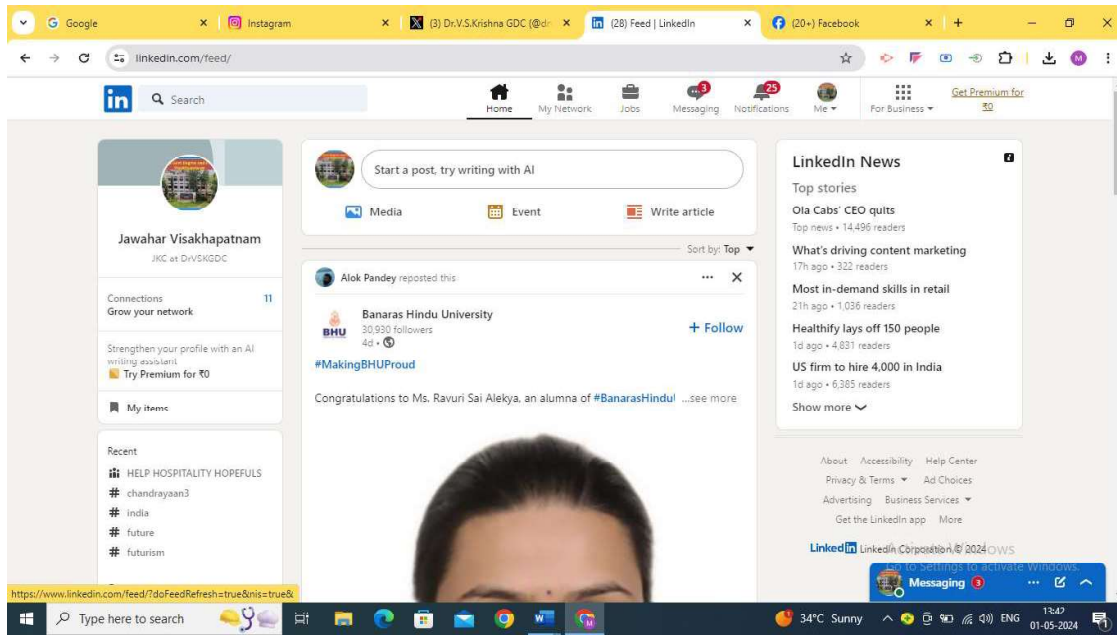 Google
Instagram
(3) Dr.V.S.Krishna GDC (@dr
(28) Feed | LinkedIn
(20+) Facebook
linkedin.com/feed/
M
in
Search
Home
My Network
Jobs
3
Messaging
25
Notifications
Me
For Business
Get Premium for
₹0
Jawahar Visakhapatnam
JKC at DrVSKGDC
Connections 11
Grow your network
Strengthen your profile with an AI
writing assistant
Try Premium for ₹0
My items
Recent
HELP HOSPITALITY HOPEFULS
# chandrayaan3
# india
# future
# futurism
Start a post, try writing with AI
Media
Event
Write article
Sort by: Top
Alok Pandey reposted this
BHU
Banaras Hindu University
30,930 followers
4d •
+ Follow
#MakingBHUProud
Congratulations to Ms. Ravuri Sai Alekya, an alumna of #BanarasHindu ...see more
LinkedIn News
Top stories
Ola Cabs' CEO quits
Top news • 14,496 readers
What's driving content marketing
17h ago • 322 readers
Most in-demand skills in retail
21h ago • 1,036 readers
Healthify lays off 150 people
1d ago • 4,831 readers
US firm to hire 4,000 in India
1d ago • 6,385 readers
Show more
About Accessibility Help Center
Privacy & Terms Ad Choices
Advertising Business Services
Get the LinkedIn app More
LinkedIn LinkedIn Corporation © 2024
Activate Windows
Go to Settings to activate Windows.
Messaging 3
https://www.linkedin.com/feed/?doFeedRefresh=true&nis=true&
Type here to search
34°C Sunny
ENG
13:42
01-05-2024